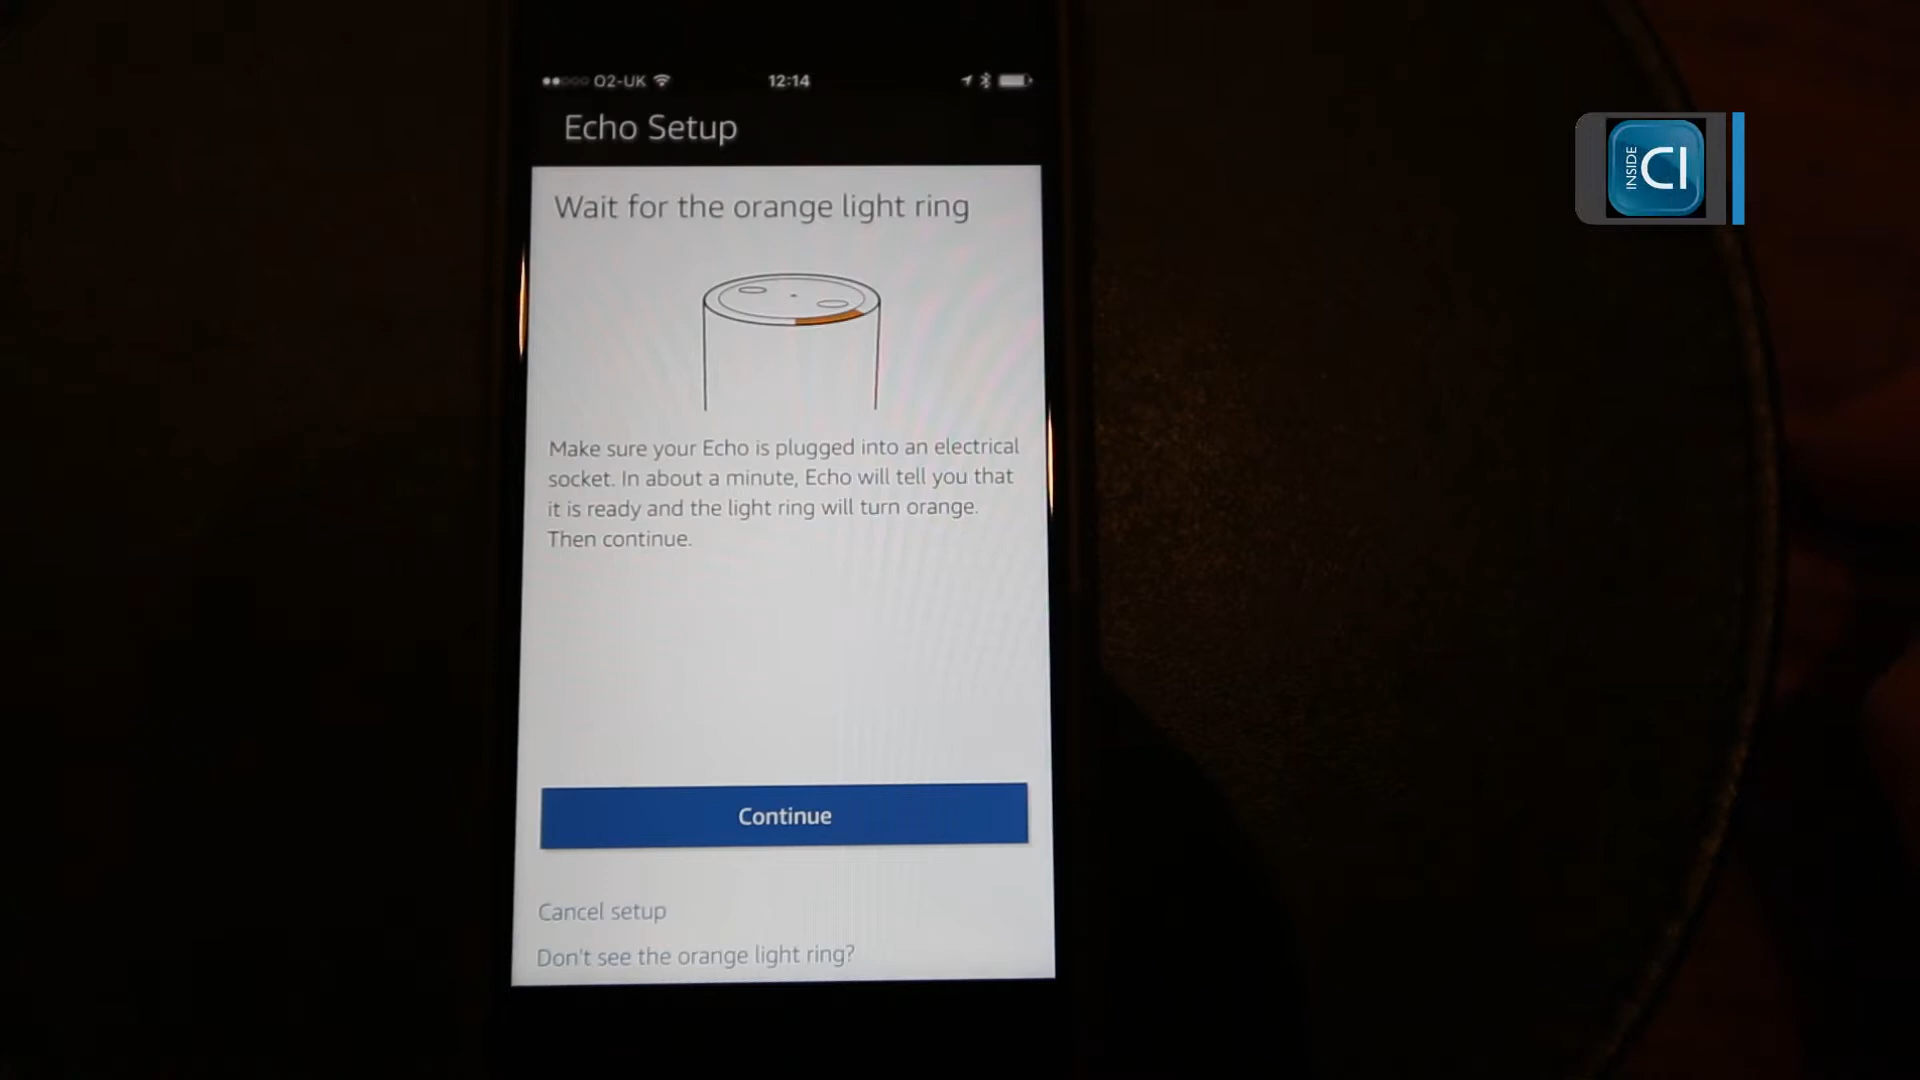 O2-UK
12:14
Echo Setup
INSIDE
CI
Wait for the orange light ring
Make sure your Echo is plugged into an electrical
socket. In about a minute, Echo will tell you that
it is ready and the light ring will turn orange.
Then continue.
Continue
Cancel setup
Don't see the orange light ring?